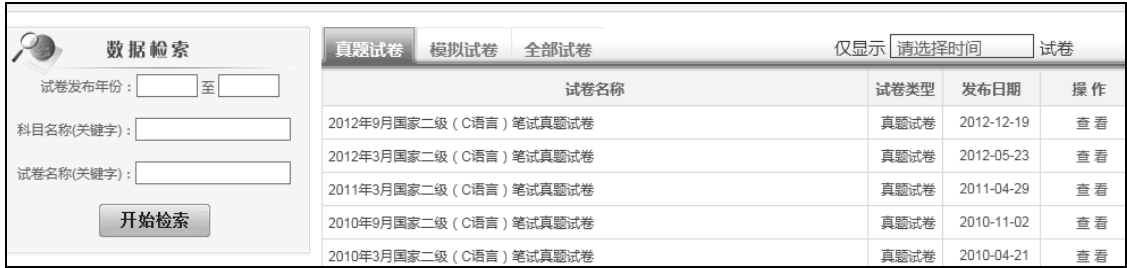 数据检索
试卷发布年份：
至
科目名称(关键字)：
试卷名称(关键字)：
开始检索
真题试卷 模拟试卷 全部试卷 仅显示 请选择时间 试卷
试卷名称 试卷类型 发布日期 操 作
2012年9月国家二级（C语言）笔试真题试卷 真题试卷 2012-12-19 查 看
2012年3月国家二级（C语言）笔试真题试卷 真题试卷 2012-05-23 查 看
2011年3月国家二级（C语言）笔试真题试卷 真题试卷 2011-04-29 查 看
2010年9月国家二级（C语言）笔试真题试卷 真题试卷 2010-11-02 查 看
2010年3月国家二级（C语言）笔试真题试卷 真题试卷 2010-04-21 查 看